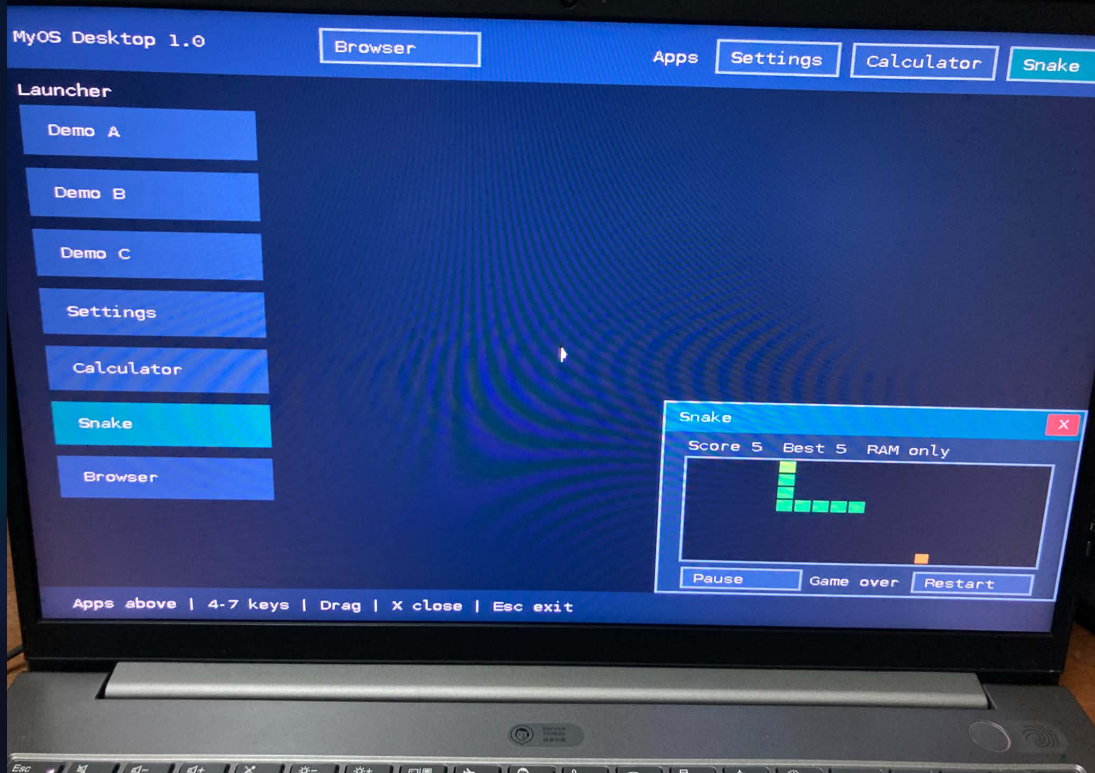 MyOS Desktop 1.0
Browser
Apps
Settings
Calculator
Snake
Launcher
Demo A
Demo B
Demo C
Settings
Calculator
Snake
Browser
Snake
X
Score 5 Best 5 RAM only
Pause
Game over
Restart
Apps above | 4-7 keys | Drag | X close | Esc exit
Esc